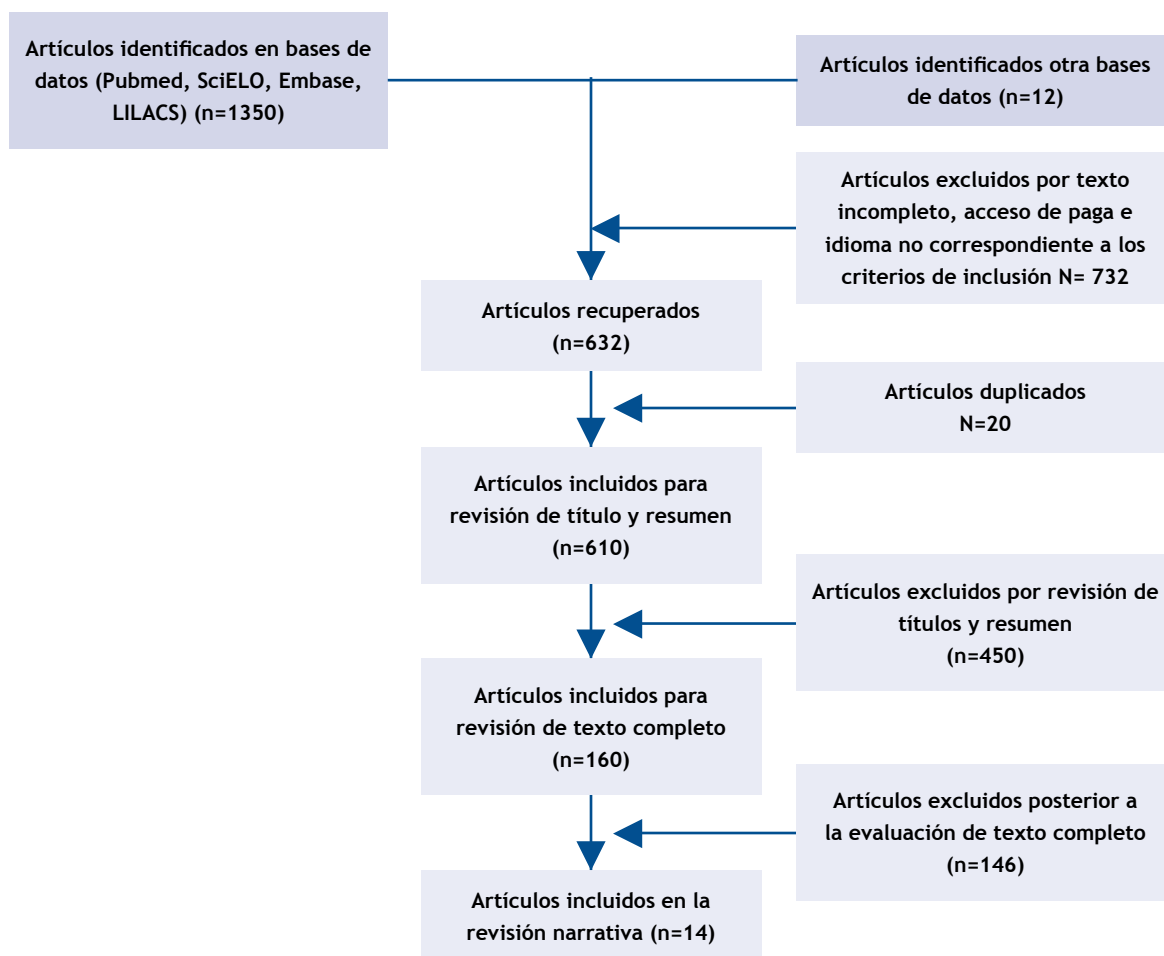 Artículos identificados en bases de
datos (Pubmed, SciELO, Embase,
LILACS) (n=1350)
Artículos identificados otra bases
de datos (n=12)
Artículos excluidos por texto
incompleto, acceso de paga e
idioma no correspondiente a los
criterios de inclusión N= 732
Artículos recuperados
(n=632)
Artículos duplicados
N=20
Artículos incluidos para
revisión de título y resumen
(n=610)
Artículos excluidos por revisión de
títulos y resumen
(n=450)
Artículos incluidos para
revisión de texto completo
(n=160)
Artículos excluidos posterior a
la evaluación de texto completo
(n=146)
Artículos incluidos en la
revisión narrativa (n=14)